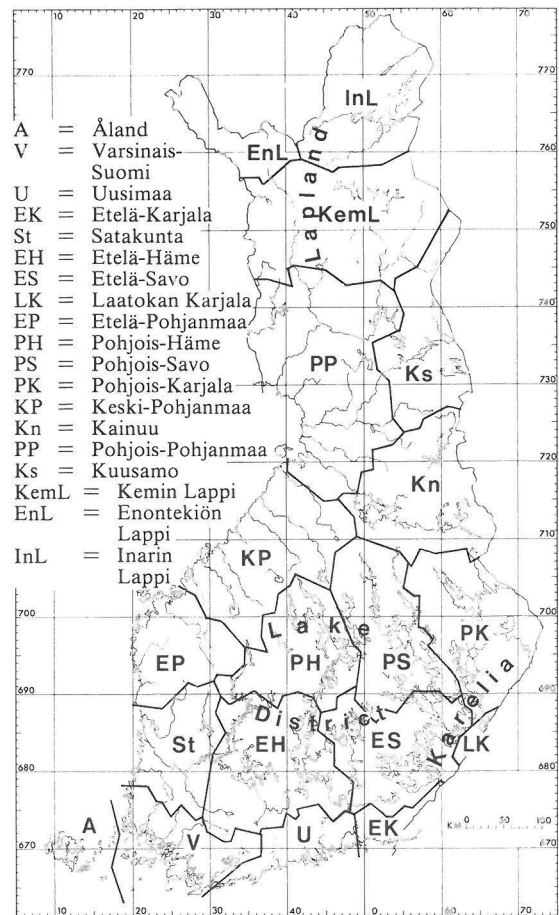 10 20 30 40 50 60 70
770
760
750
740
730
720
710
700
690
680
670
A = Åland
V = Varsinais-
Suomi
U = Uusimaa
EK = Etelä-Karjala
St = Satakunta
EH = Etelä-Häme
ES = Etelä-Savo
LK = Laatokan Karjala
EP = Etelä-Pohjanmaa
PH = Pohjois-Häme
PS = Pohjois-Savo
PK = Pohjois-Karjala
KP = Keski-Pohjanmaa
Kn = Kainuu
PP = Pohjois-Pohjanmaa
Ks = Kuusamo
KemL = Kemin Lappi
EnL = Enontekiön
Lappi
InL = Inarin
Lappi
InL
EnL
Lapland
KemL
PP
Ks
Kn
KP
Lake
PK
EP
PH
PS
Karelia
District
St
EH
ES
LK
A
V
U
EK
KM 0 50 100
10 20 30 40 50 60 70